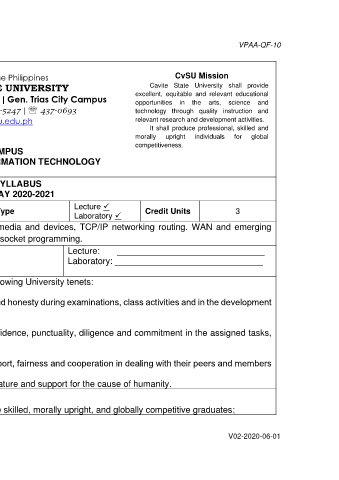 VPAA-QF-10
he Philippines
E UNIVERSITY
| Gen. Trias City Campus
-5247 | ☏ 437-0693
u.edu.ph
CvSU Mission
Cavite State University shall provide
excellent, equitable and relevant educational
opportunities in the arts, science and
technology through quality instruction and
relevant research and development activities.
It shall produce professional, skilled and
morally upright individuals for global
competitiveness.
MPUS
RMATION TECHNOLOGY
YLLABUS
AY 2020-2021
ype
Lecture ✓
Laboratory ✓
Credit Units
3
media and devices, TCP/IP networking routing. WAN and emerging
socket programming.
Lecture: ______________________________
Laboratory: ______________________________
owing University tenets:
d honesty during examinations, class activities and in the development
idence, punctuality, diligence and commitment in the assigned tasks,
ort, fairness and cooperation in dealing with their peers and members
ature and support for the cause of humanity.
skilled, morally upright, and globally competitive graduates;
V02-2020-06-01